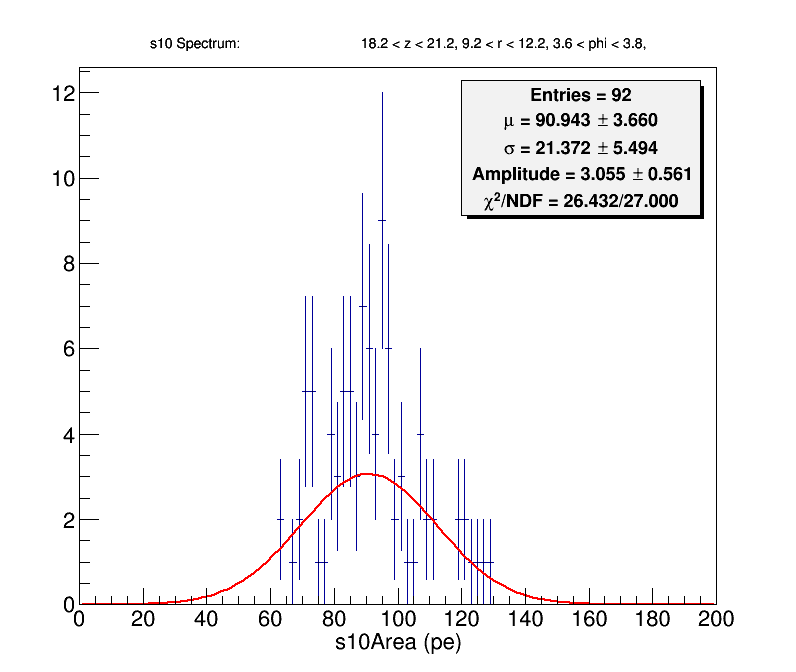 s10 Spectrum: 18.2 < z < 21.2, 9.2 < r < 12.2, 3.6 < phi < 3.8,
Entries = 92
μ = 90.943 ± 3.660
σ = 21.372 ± 5.494
Amplitude = 3.055 ± 0.561
χ²/NDF = 26.432/27.000
12
10
8
6
4
2
0
0 20 40 60 80 100 120 140 160 180 200
s10Area (pe)